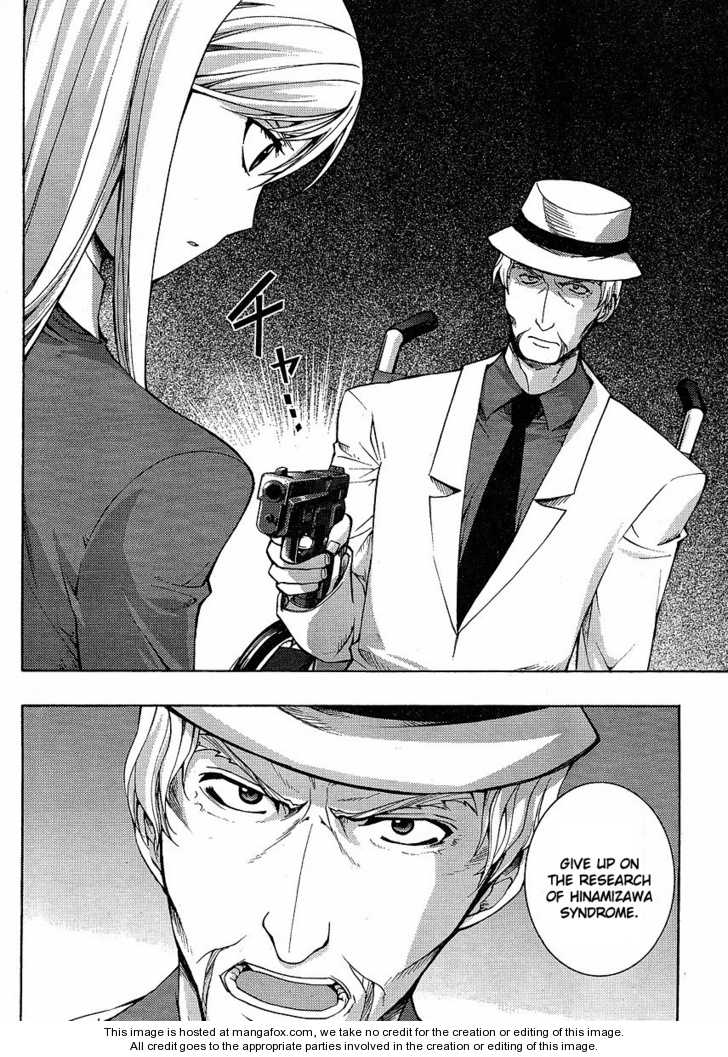 チャ…
GIVE UP ON
THE RESEARCH
OF HINAMIZAWA
SYNDROME.
This image is hosted at mangafox.com, we take no credit for the creation or editing of this image.
All credit goes to the appropriate parties involved in the creation or editing of this image.